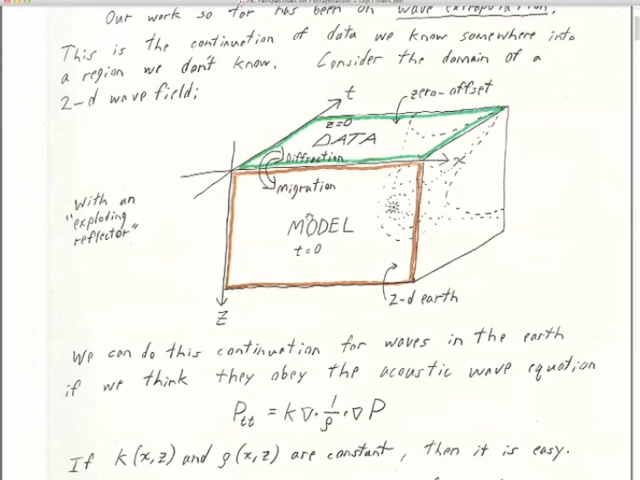 Our work so far has been on wave extrapolation.
This is the continuation of data we know somewhere into
a region we don't know. Consider the domain of a
2-d wave field;
t
zero-offset
z=0
DATA
Diffraction
x
Migration
With an
"exploding
reflector"
MODEL
t=0
2-d earth
Z
We can do this continuation for waves in the earth
if we think they obey the acoustic wave equation
P_tt = k ∇· 1/ρ · ∇ P
If k(x,z) and ρ(x,z) are constant, then it is easy.